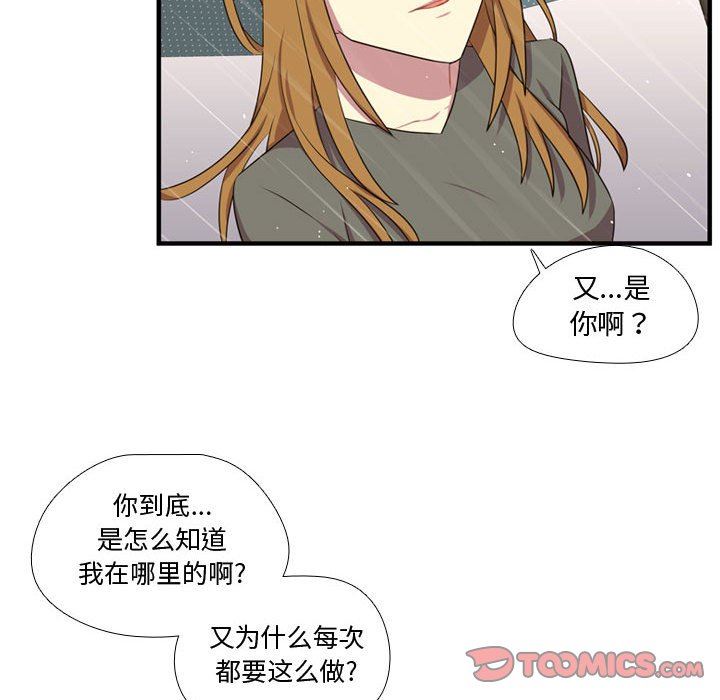 又...是
你啊？
你到底...
是怎么知道
我在哪里的啊?
又为什么每次
都要这么做?
TOOMICS.COM